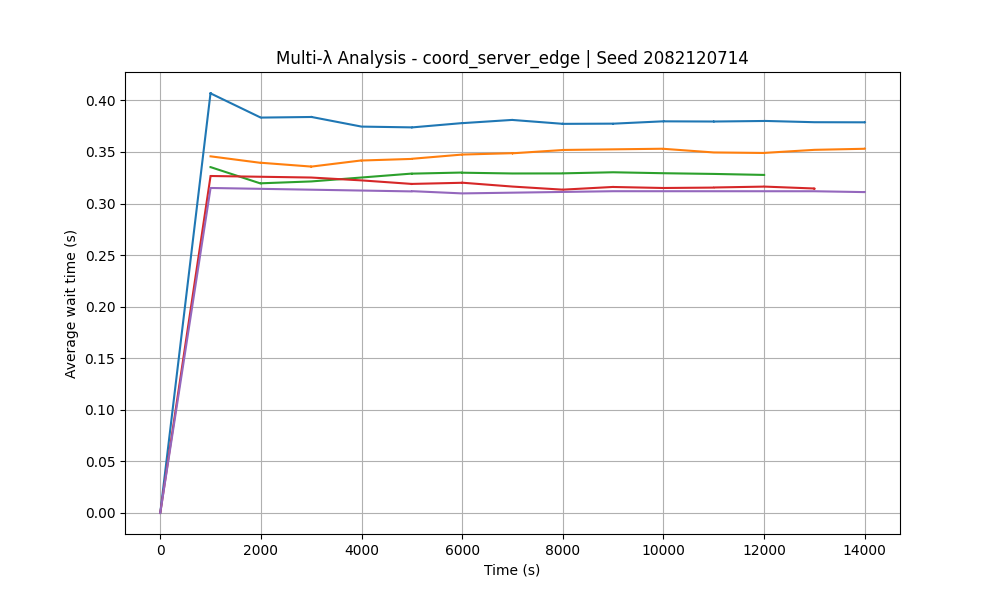 Multi-λ Analysis - coord_server_edge | Seed 2082120714
Average wait time (s)
0.40
0.35
0.30
0.25
0.20
0.15
0.10
0.05
0.00
0 2000 4000 6000 8000 10000 12000 14000
Time (s)